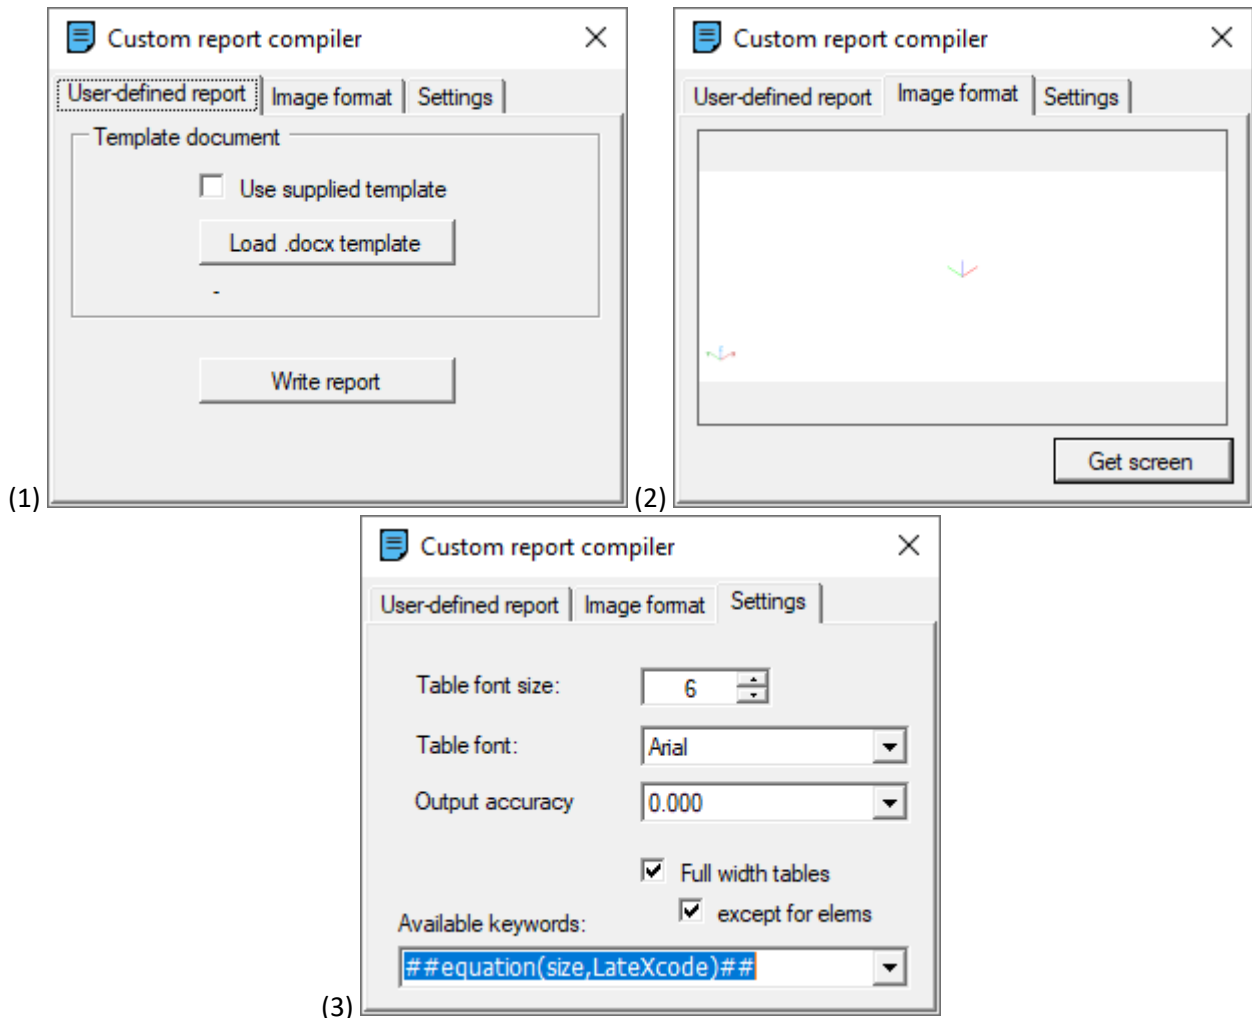 Custom report compiler
User-defined report Image format Settings
Template document
Use supplied template
Load .docx template
-
Write report
(1)
Custom report compiler
User-defined report Image format Settings
Get screen
(2)
Custom report compiler
User-defined report Image format Settings
Table font size: 6
Table font: Arial
Output accuracy 0.000
Full width tables
except for elems
Available keywords:
##equation(size,LateXcode)##
(3)